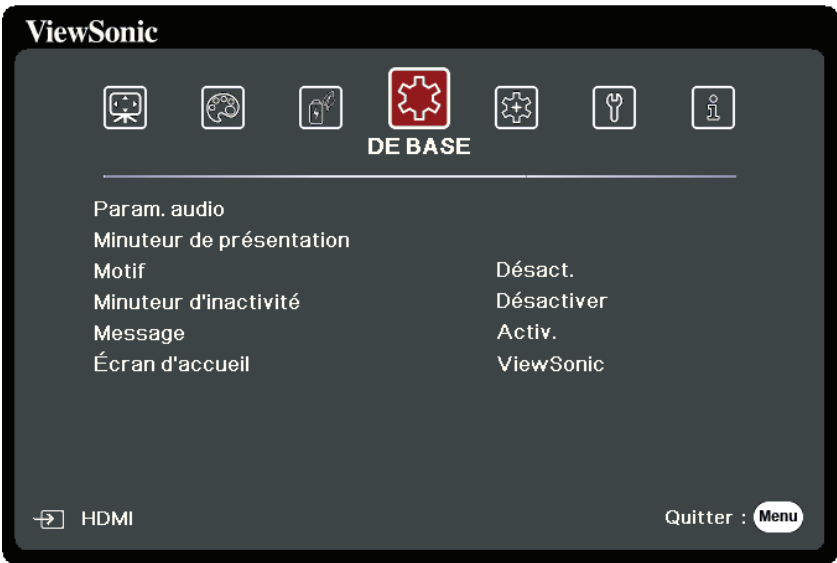 ViewSonic
DE BASE
Param. audio
Minuteur de présentation
Motif Désact.
Minuteur d'inactivité Désactiver
Message Activ.
Écran d'accueil ViewSonic
HDMI Quitter : Menu